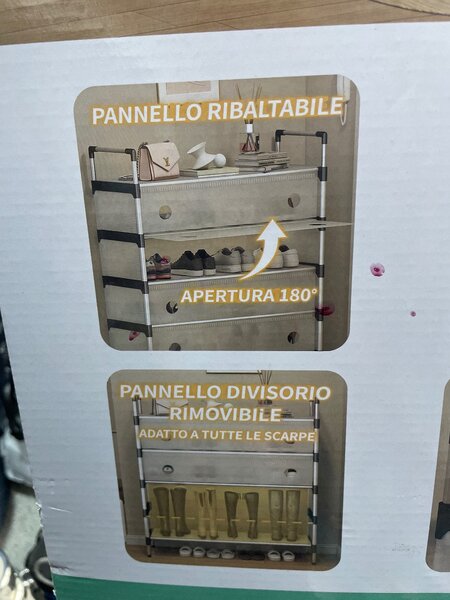 PANNELLO RIBALTABILE
APERTURA 180°
PANNELLO DIVISORIO
RIMOVIBILE
ADATTO A TUTTE LE SCARPE